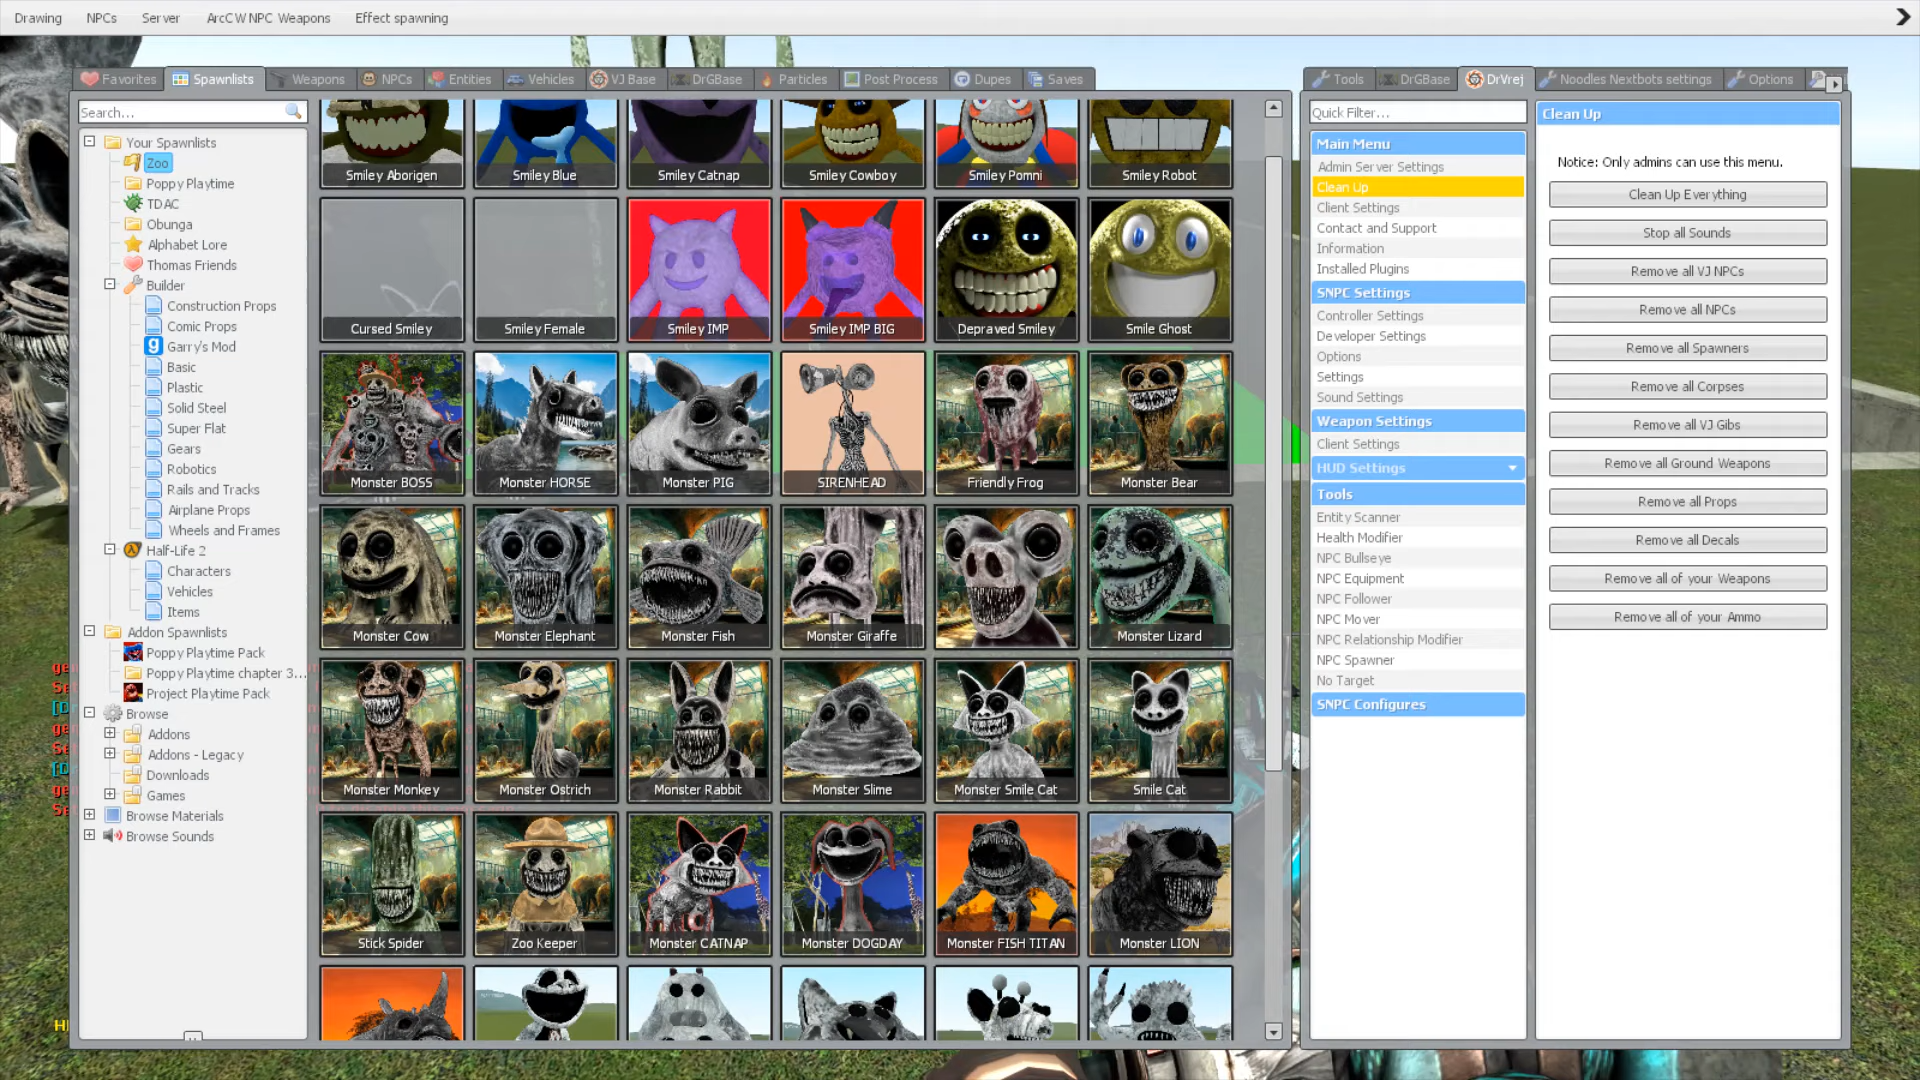 Drawing NPCs Server ArcCW NPC Weapons Effect spawning
Favorites Spawnlists Weapons NPCs Entities Vehicles VJ Base DrGBase Particles Post Process Dupes Saves
Search...
Your Spawnlists
Zoo
Poppy Playtime
TDAC
Obunga
Alphabet Lore
Thomas Friends
Builder
Construction Props
Comic Props
Garry's Mod
Basic
Plastic
Solid Steel
Super Flat
Gears
Robotics
Rails and Tracks
Airplane Props
Wheels and Frames
Half-Life 2
Characters
Vehicles
Items
Addon Spawnlists
Poppy Playtime Pack
Poppy Playtime chapter 3...
Project Playtime Pack
Browse
Addons
Addons - Legacy
Downloads
Games
Browse Materials
Browse Sounds
Smiley Aborigen Smiley Blue Smiley Catnap Smiley Cowboy Smiley Pomni Smiley Robot
Cursed Smiley Smiley Female Smiley IMP Smiley IMP BIG Depraved Smiley Smile Ghost
Monster BOSS Monster HORSE Monster PIG SIRENHEAD Friendly Frog Monster Bear
Monster Cow Monster Elephant Monster Fish Monster Giraffe Monster Lizard
Monster Monkey Monster Ostrich Monster Rabbit Monster Slime Monster Smile Cat Smile Cat
Stick Spider Zoo Keeper Monster CATNAP Monster DOGDAY Monster FISH TITAN Monster LION
Tools DrGBase DrVrej Noodles Nextbots settings Options
Quick Filter...
Main Menu
Admin Server Settings
Clean Up
Client Settings
Contact and Support
Information
Installed Plugins
SNPC Settings
Controller Settings
Developer Settings
Options
Settings
Sound Settings
Weapon Settings
Client Settings
HUD Settings
Tools
Entity Scanner
Health Modifier
NPC Bullseye
NPC Equipment
NPC Follower
NPC Mover
NPC Relationship Modifier
NPC Spawner
No Target
SNPC Configures
Clean Up
Notice: Only admins can use this menu.
Clean Up Everything
Stop all Sounds
Remove all VJ NPCs
Remove all NPCs
Remove all Spawners
Remove all Corpses
Remove all VJ Gibs
Remove all Ground Weapons
Remove all Props
Remove all Decals
Remove all of your Weapons
Remove all of your Ammo